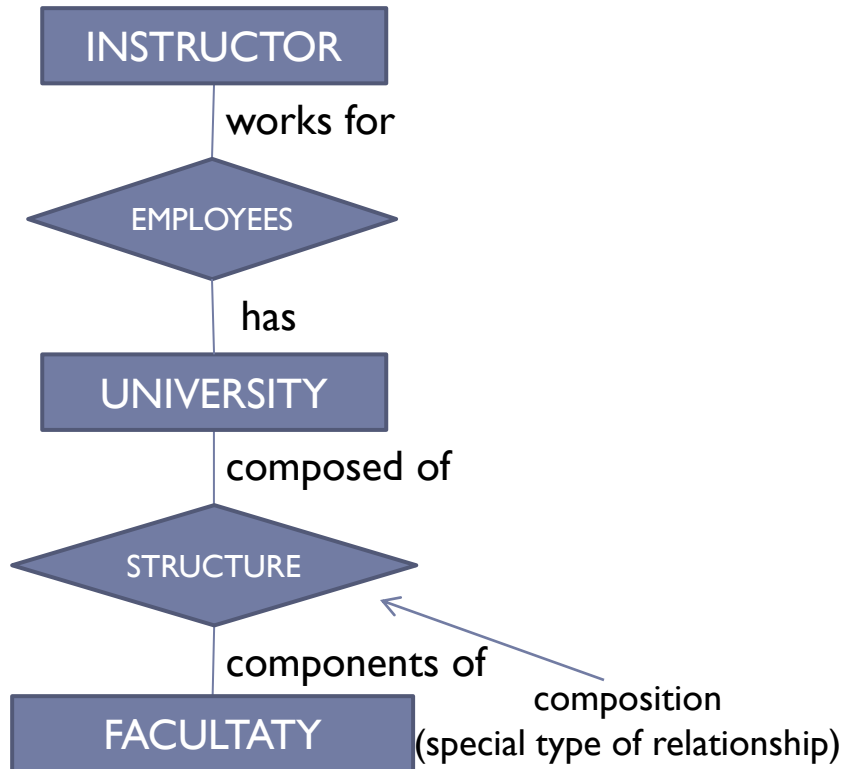 INSTRUCTOR
works for
EMPLOYEES
has
UNIVERSITY
composed of
STRUCTURE
components of
composition
(special type of relationship)
FACULTATY